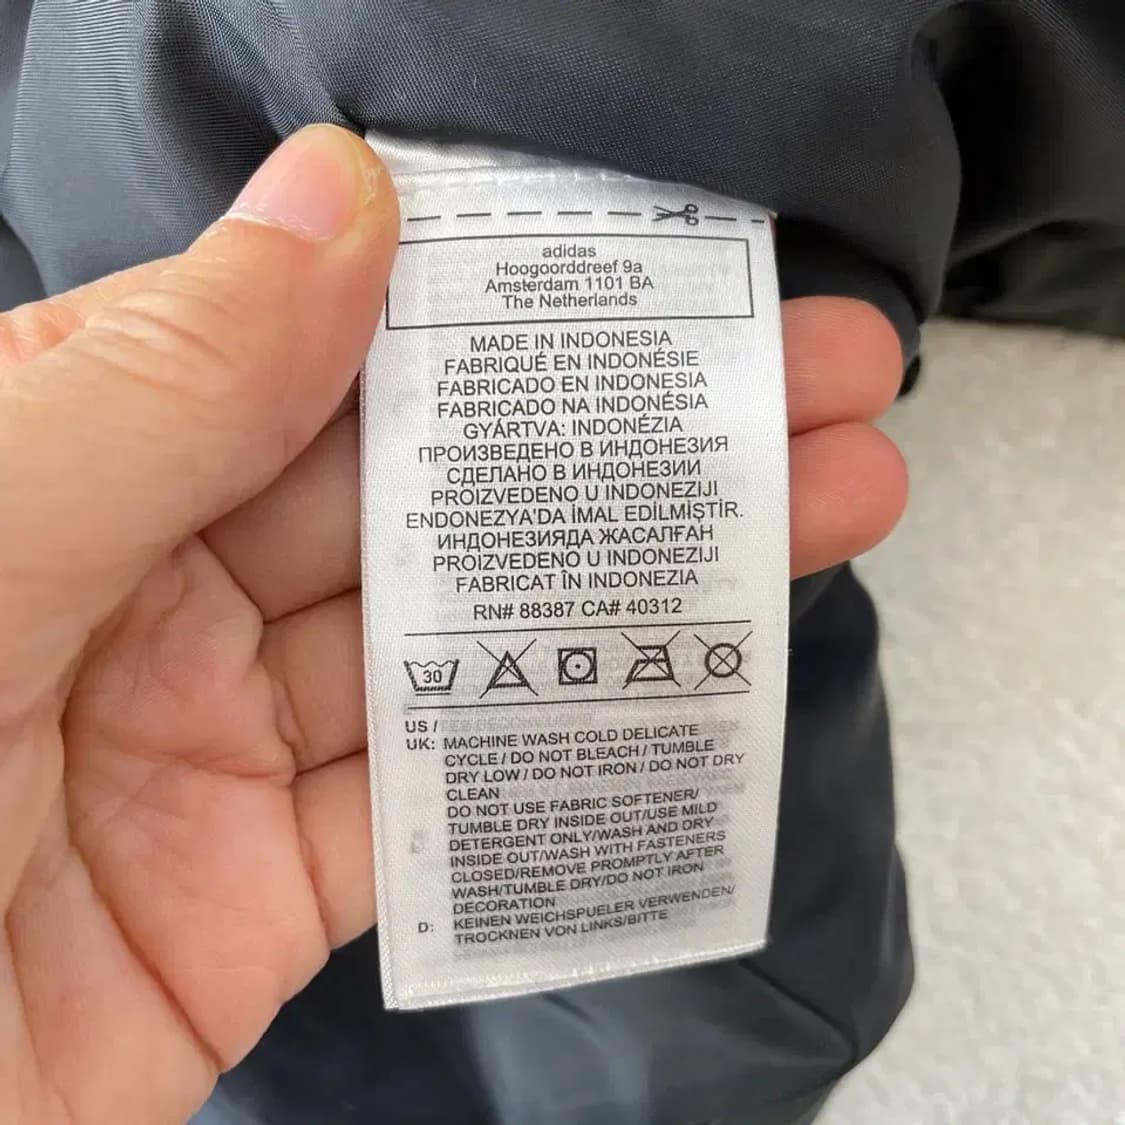 adidas
Hoogoorddreef 9a
Amsterdam 1101 BA
The Netherlands
MADE IN INDONESIA
FABRIQUÉ EN INDONÉSIE
FABRICADO EN INDONESIA
FABRICADO NA INDONÉSIA
GYÁRTVA: INDONÉZIA
ПРОИЗВЕДЕНО В ИНДОНЕЗИЯ
СДЕЛАНО В ИНДОНЕЗИИ
PROIZVEDENO U INDONEZIJI
ENDONEZYA'DA İMAL EDİLMİŞTİR.
ИНДОНЕЗИЯДА ЖАСАЛҒАН
PROIZVEDENO U INDONEZIJI
FABRICAT ÎN INDONEZIA
RN# 88387 CA# 40312
30
US /
UK: MACHINE WASH COLD DELICATE
CYCLE / DO NOT BLEACH / TUMBLE
DRY LOW / DO NOT IRON / DO NOT DRY
CLEAN
DO NOT USE FABRIC SOFTENER/
TUMBLE DRY INSIDE OUT/USE MILD
DETERGENT ONLY/WASH AND DRY
INSIDE OUT/WASH WITH FASTENERS
CLOSED/REMOVE PROMPTLY AFTER
WASH/TUMBLE DRY/DO NOT IRON
DECORATION
D: KEINEN WEICHSPUELER VERWENDEN/
TROCKNEN VON LINKS/BITTE